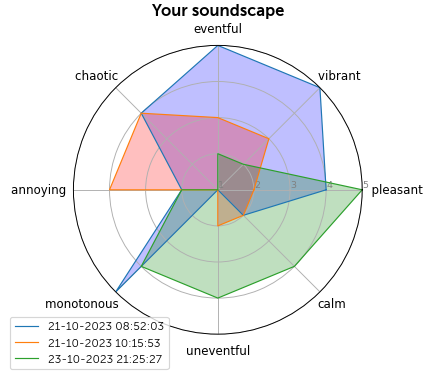 Your soundscape
eventful
chaotic
vibrant
annoying
1 2 3 4 5
pleasant
monotonous
calm
uneventful
21-10-2023 08:52:03
21-10-2023 10:15:53
23-10-2023 21:25:27